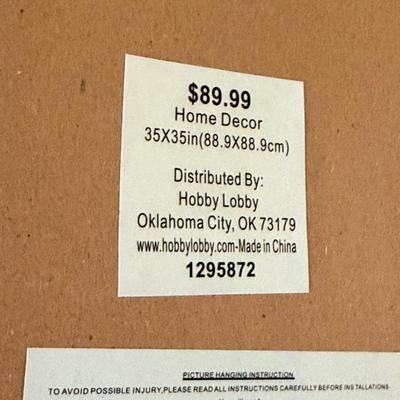 $89.99
Home Decor
35X35in(88.9X88.9cm)
Distributed By:
Hobby Lobby
Oklahoma City, OK 73179
www.hobbylobby.com-Made in China
1295872
PICTURE HANGING INSTRUCTION
TO AVOID POSSIBLE INJURY,PLEASE READ ALL INSTRUCTIONS CAREFULLY BEFORE INSTALLATIONS